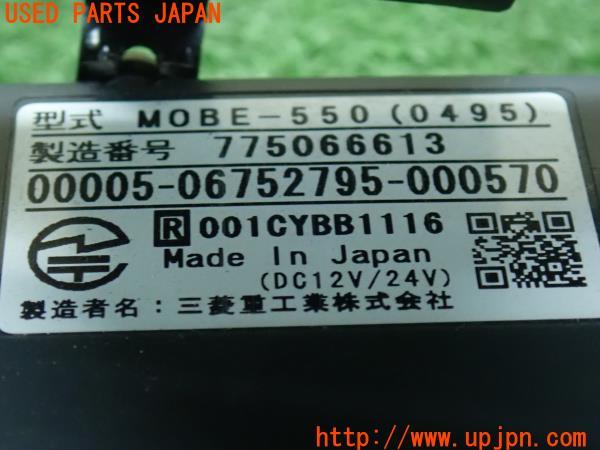 USED PARTS JAPAN
型式 MOBE-550(0495)
製造番号 775066613
00005-06752795-000570
R 001CYBB1116
Made In Japan
(DC12V/24V)
製造者名：三菱重工業株式会社
UPJ http://www.upjpn.com